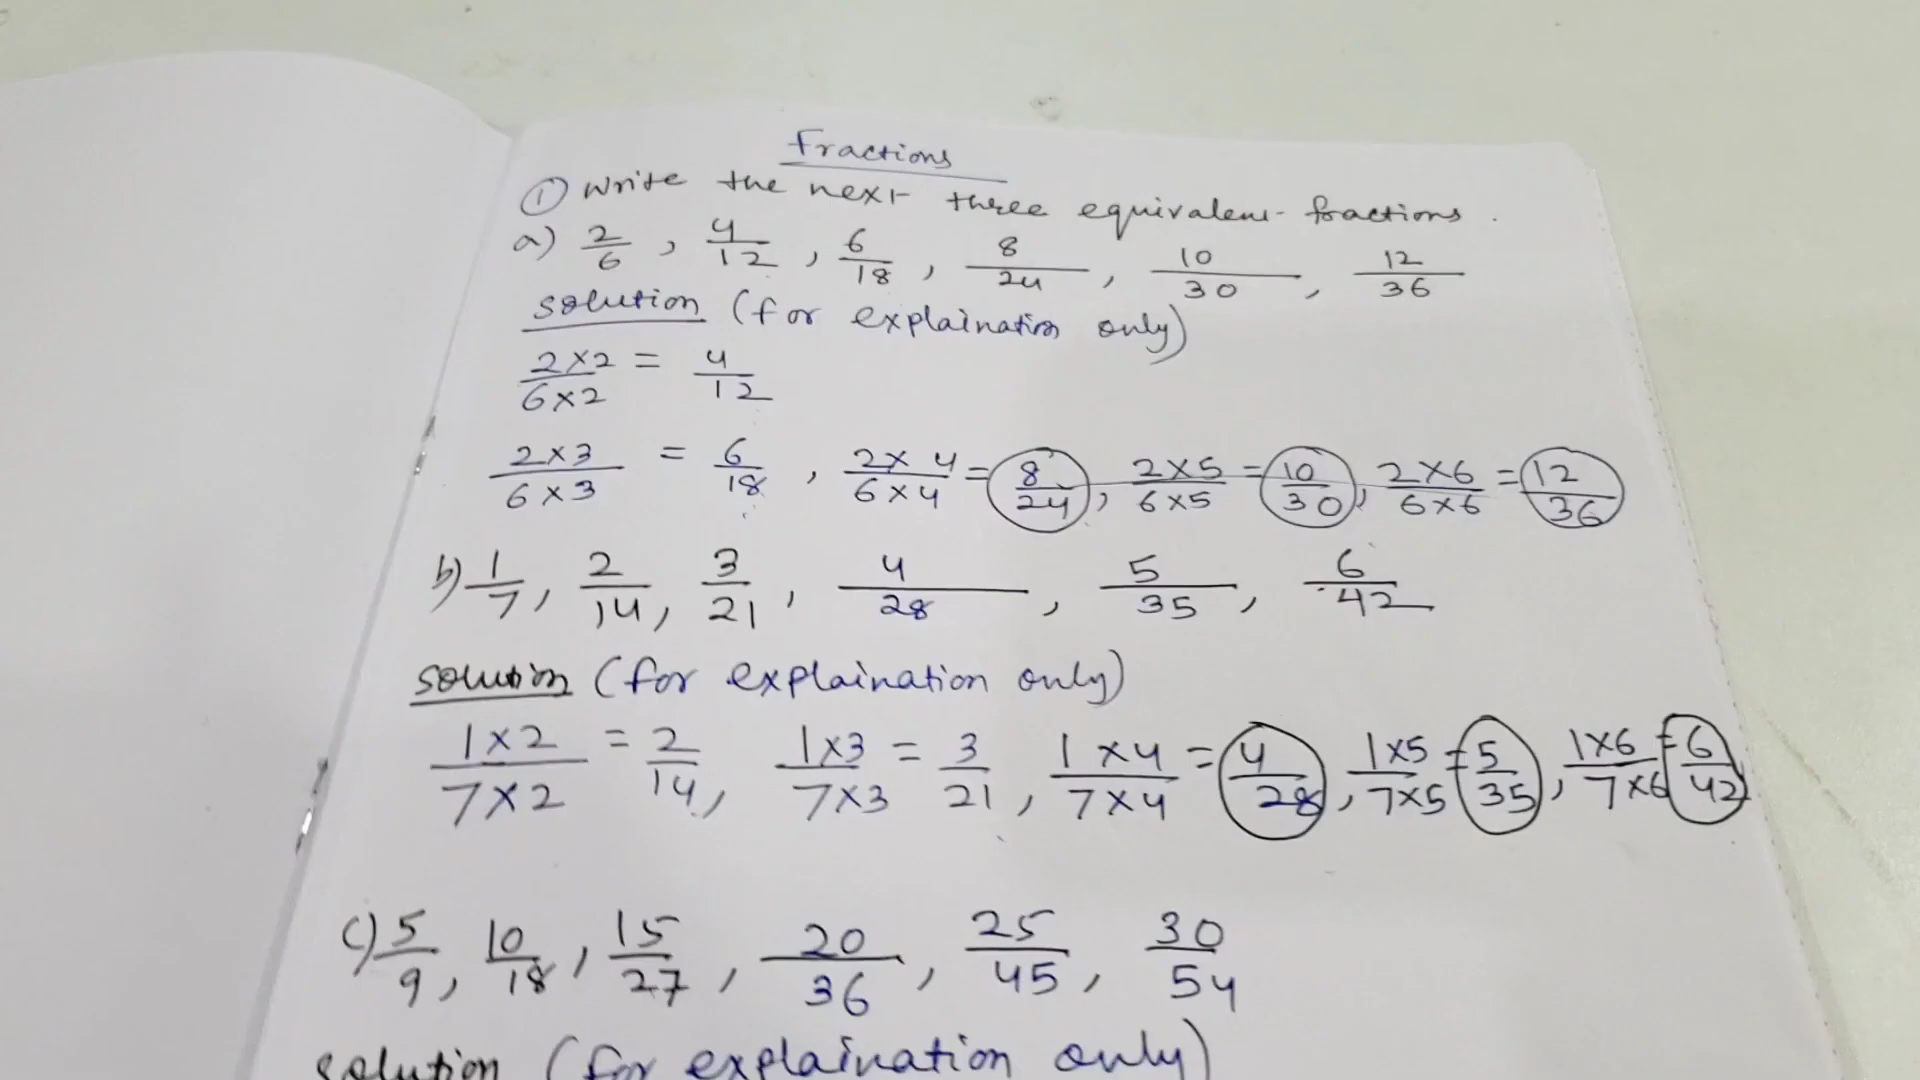 Fractions
① Write the next three equivalent fractions.
a) 2/6, 4/12, 6/18, 8/24, 10/30, 12/36
solution (for explaination only)
2×2/6×2 = 4/12
2×3/6×3 = 6/18, 2×4/6×4 = 8/24, 2×5/6×5 = 10/30, 2×6/6×6 = 12/36
b) 1/7, 2/14, 3/21, 4/28, 5/35, 6/42
solution (for explaination only)
1×2/7×2 = 2/14, 1×3/7×3 = 3/21, 1×4/7×4 = 4/28, 1×5/7×5 = 5/35, 1×6/7×6 = 6/42
c) 5/9, 10/18, 15/27, 20/36, 25/45, 30/54
solution (for explaination only)